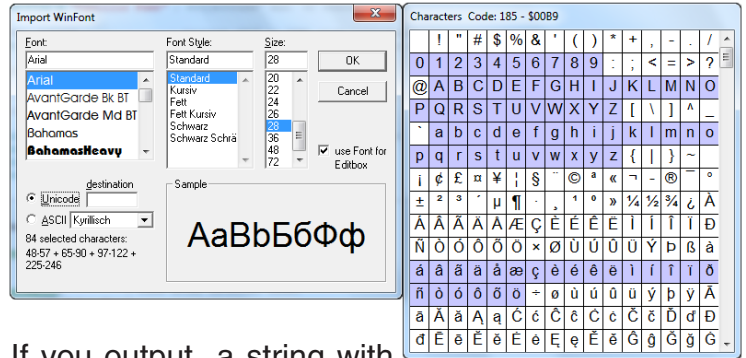 Import WinFont
Font: Font Style: Size:
Arial Standard 28 OK
Arial Standard 20
AvantGarde Bk BT Kursiv 22 Cancel
AvantGarde Md BT Fett 24
Bahamas Fett Kursiv 26
BahamasHeavy Schwarz 28
Schwarz Schrä 36
48 use Font for
72 Editbox
destination
Unicode
ASCII Kyrillisch
84 selected characters:
48-57 + 65-90 + 97-122 +
225-246
Sample
AaBbБбФф
Characters Code: 185 - $00B9
! " # $ % & ' ( ) * + , - . /
0 1 2 3 4 5 6 7 8 9 : ; < = > ?
@ A B C D E F G H I J K L M N O
P Q R S T U V W X Y Z [ \ ] ^ _
` a b c d e f g h i j k l m n o
p q r s t u v w x y z { | } ~
¡ ¢ £ ¤ ¥ ¦ § ¨ © ª « ¬ - ® ¯ °
± ² ³ ´ µ ¶ · ¸ ¹ º » ¼ ½ ¾ ¿ À
Á Â Ã Ä Å Æ Ç È É Ê Ë Ì Í Î Ï Ð
Ñ Ò Ó Ô Õ Ö × Ø Ù Ú Û Ü Ý Þ ß à
á â ã ä å æ ç è é ê ë ì í î ï ð
ñ ò ó ô õ ö ÷ ø ù ú û ü ý þ ÿ Ā
ā Ă ă Ą ą Ć ć Ĉ ĉ Ċ ċ Č č Ď ď Đ
đ Ē ē Ĕ ĕ Ė ė Ę ę Ě ě Ĝ ĝ Ğ ğ Ġ
If you output a string with